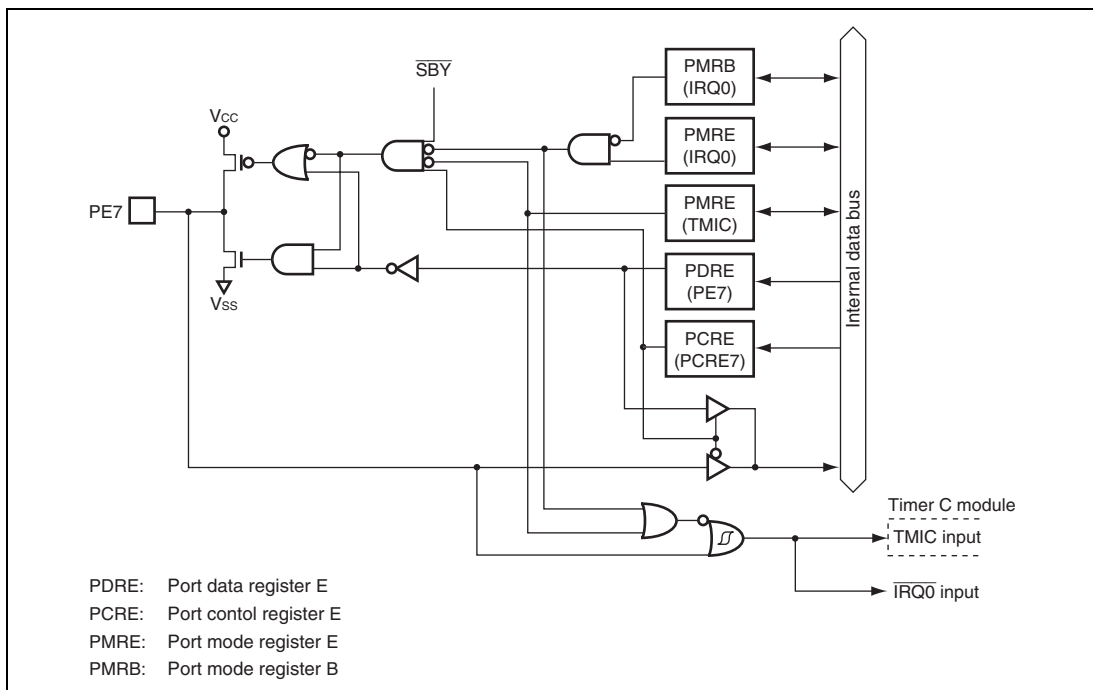 SBY
PMRB
(IRQ0)
VCC
PMRE
(IRQ0)
PE7
PMRE
(TMIC)
PDRE
(PE7)
VSS
PCRE
(PCRE7)
Internal data bus
Timer C module
TMIC input
IRQ0 input
PDRE: Port data register E
PCRE: Port contol register E
PMRE: Port mode register E
PMRB: Port mode register B